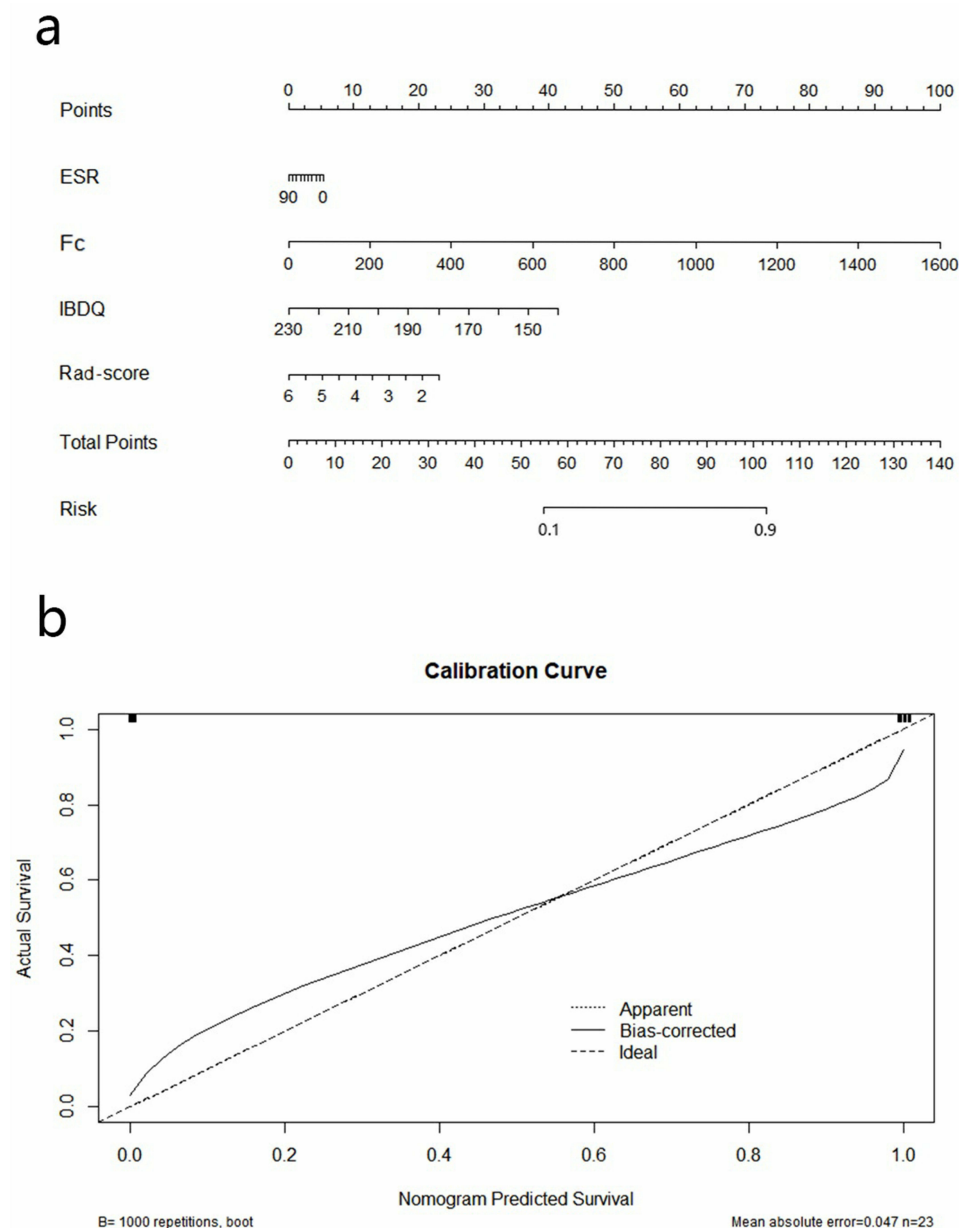 a
Points 0 10 20 30 40 50 60 70 80 90 100
ESR
90 0
Fc
0 200 400 600 800 1000 1200 1400 1600
IBDQ
230 210 190 170 150
Rad-score
6 5 4 3 2
Total Points
0 10 20 30 40 50 60 70 80 90 100 110 120 130 140
Risk
0.1 0.9
b
Calibration Curve
Actual Survival
1.0
0.8
0.6
0.4
0.2
0.0
Apparent
Bias-corrected
Ideal
0.0 0.2 0.4 0.6 0.8 1.0
Nomogram Predicted Survival
B= 1000 repetitions, boot
Mean absolute error=0.047 n=23